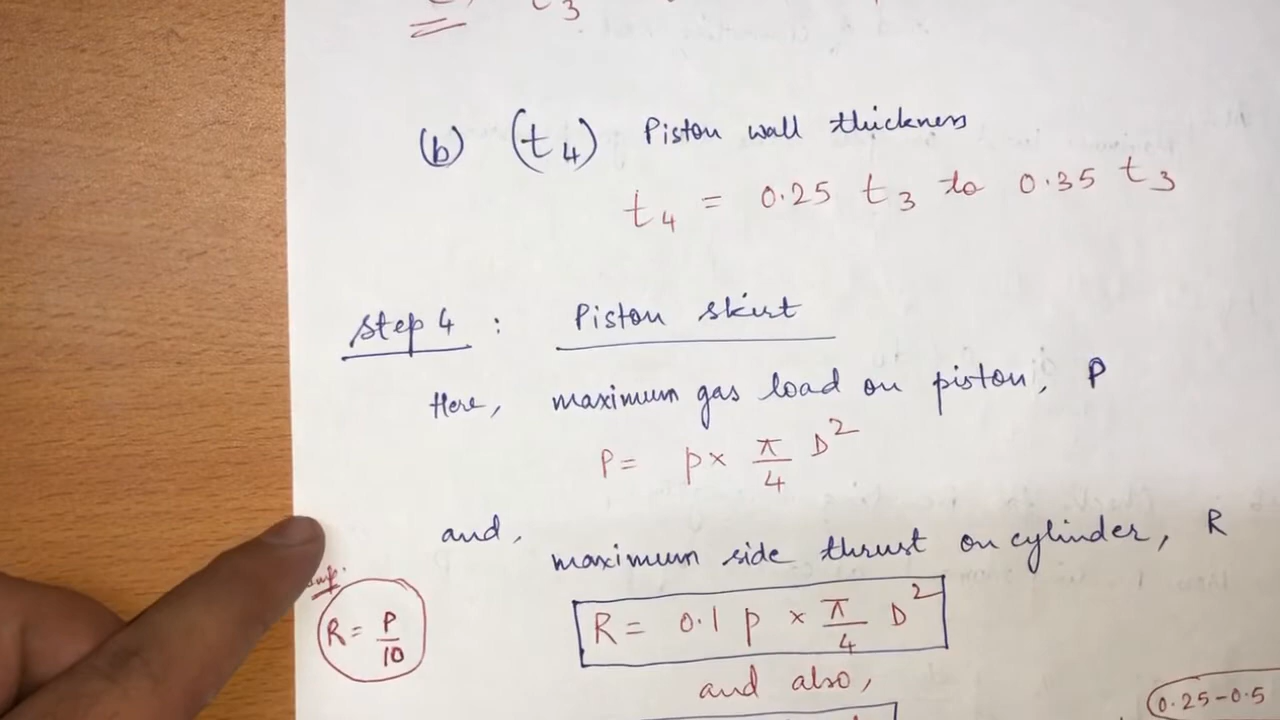 t3
(b) (t4) Piston wall thickness
t4 = 0.25 t3 to 0.35 t3
Step 4 : Piston skirt
Here, maximum gas load on piston, P
P = p × π/4 D²
and, maximum side thrust on cylinder, R
R = P/10
R = 0.1 p × π/4 D²
and also,
0.25-0.5